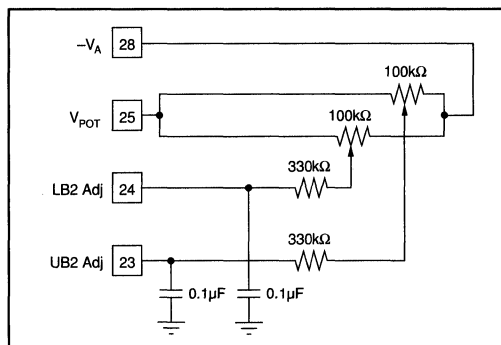 –VA 28
100kΩ
100kΩ
VPOT 25
LB2 Adj 24
330kΩ
330kΩ
UB2 Adj 23
0.1µF 0.1µF